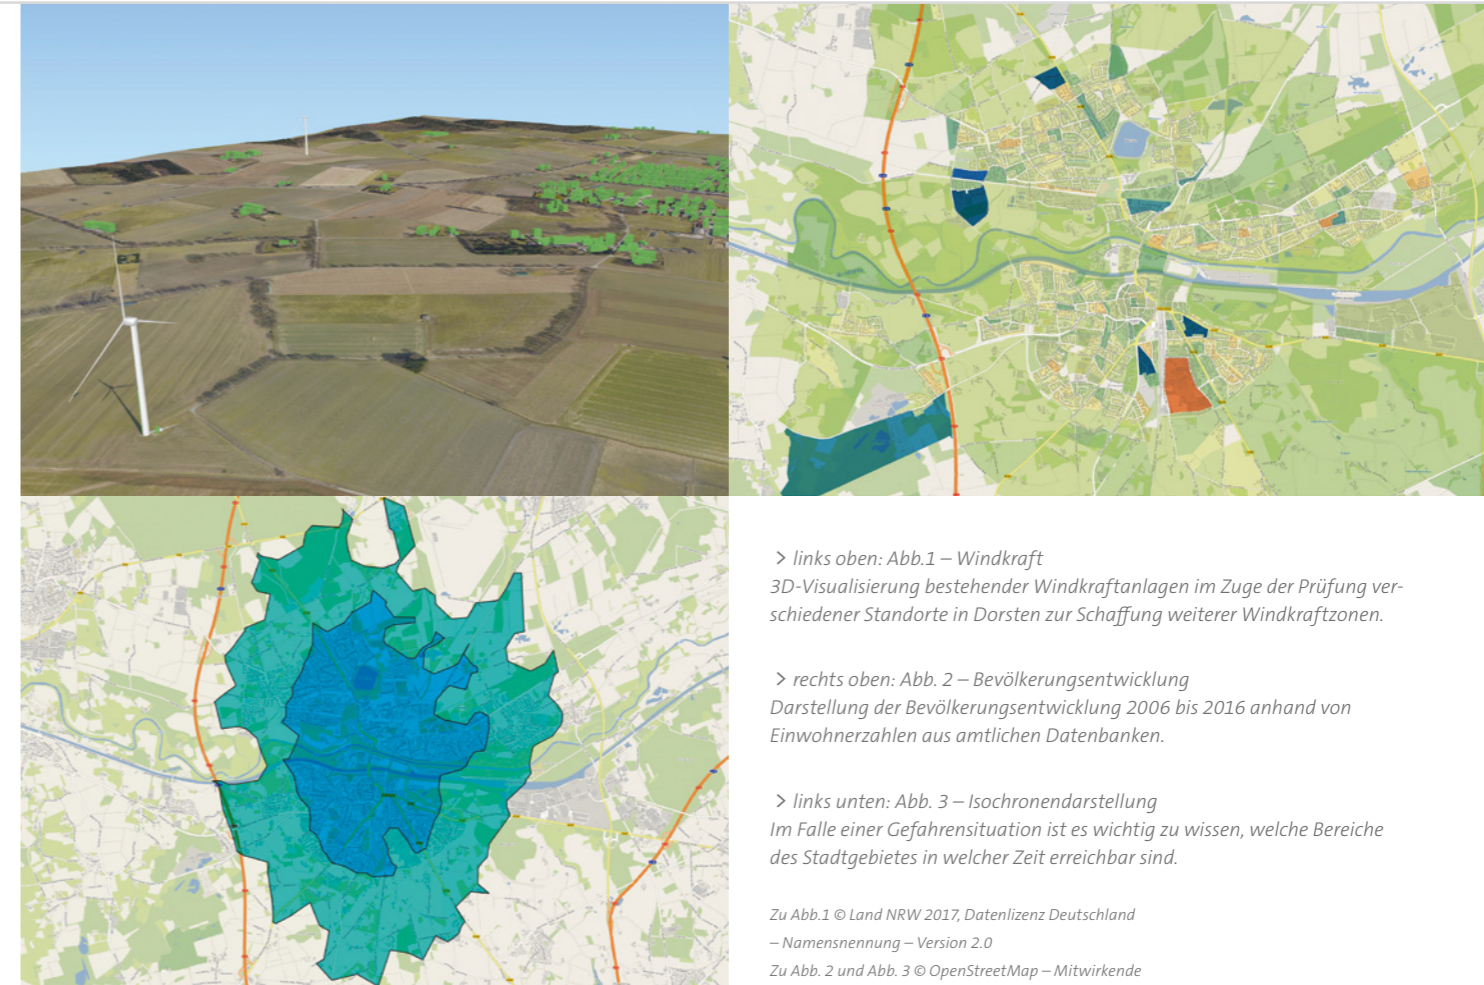 > links oben: Abb.1 – Windkraft
3D-Visualisierung bestehender Windkraftanlagen im Zuge der Prüfung ver-
schiedener Standorte in Dorsten zur Schaffung weiterer Windkraftzonen.
> rechts oben: Abb. 2 – Bevölkerungsentwicklung
Darstellung der Bevölkerungsentwicklung 2006 bis 2016 anhand von
Einwohnerzahlen aus amtlichen Datenbanken.
> links unten: Abb. 3 – Isochronendarstellung
Im Falle einer Gefahrensituation ist es wichtig zu wissen, welche Bereiche
des Stadtgebietes in welcher Zeit erreichbar sind.
Zu Abb.1 © Land NRW 2017, Datenlizenz Deutschland
– Namensnennung – Version 2.0
Zu Abb. 2 und Abb. 3 © OpenStreetMap – Mitwirkende